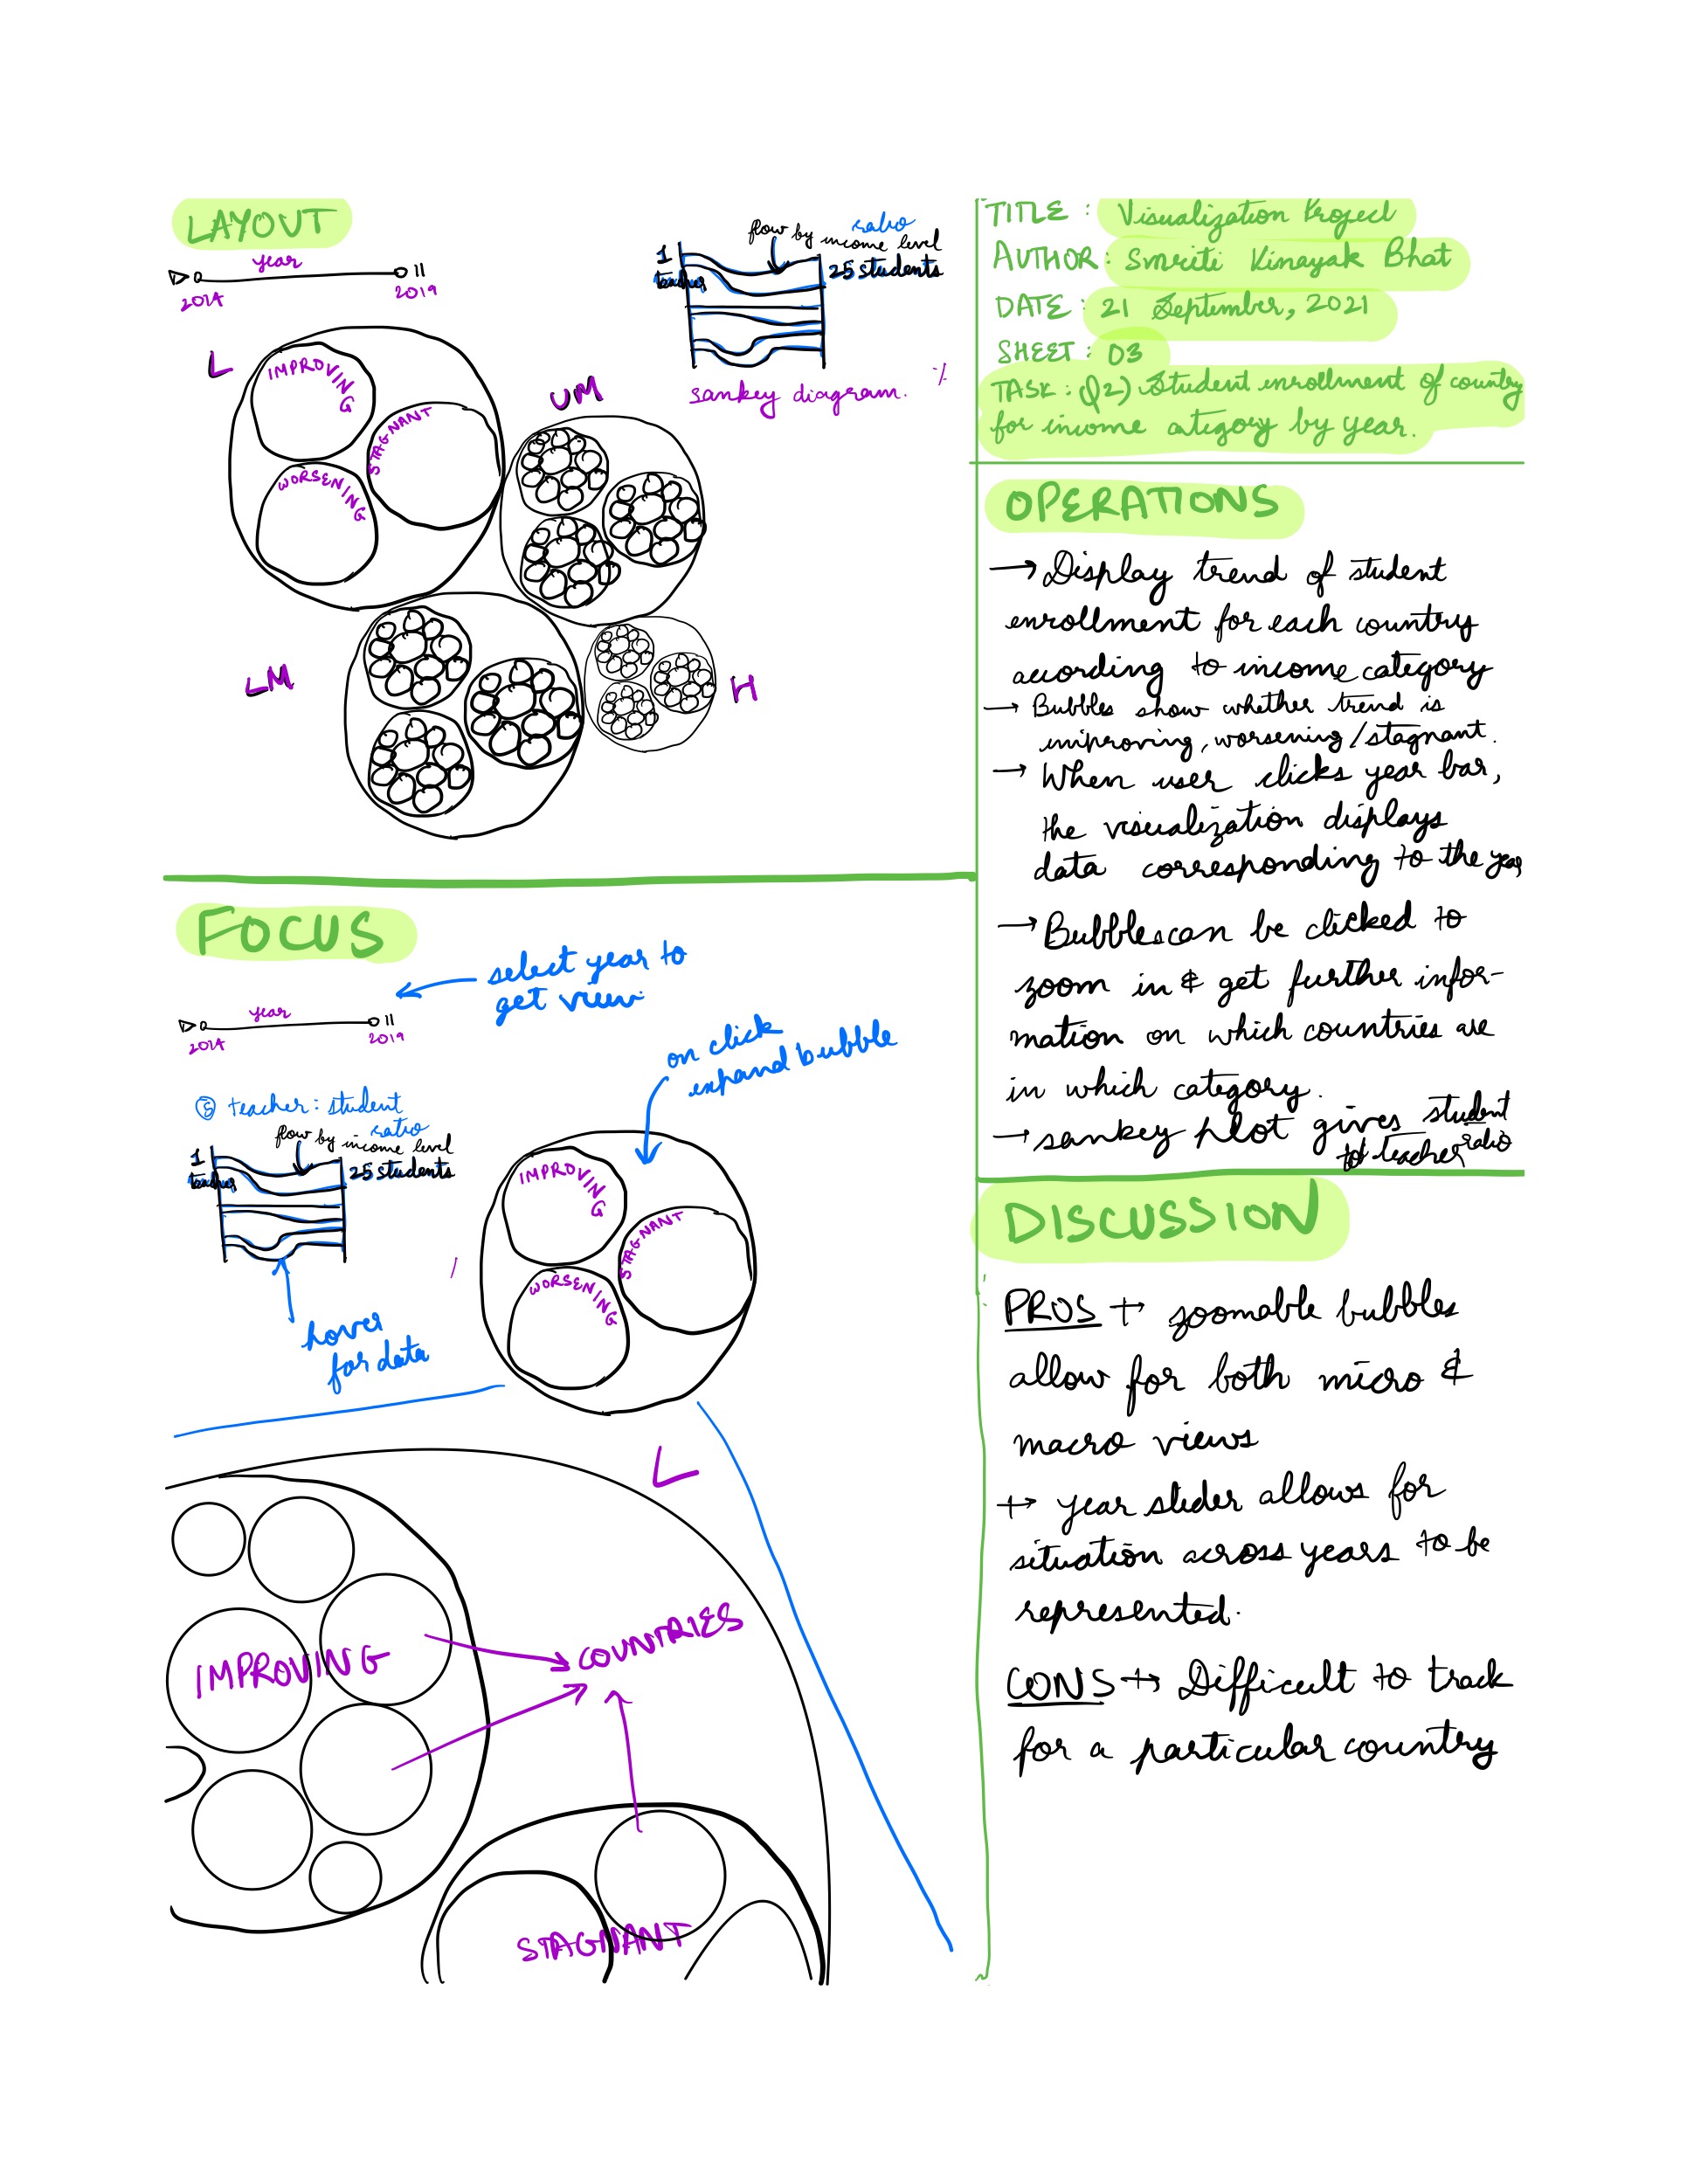 LAYOUT
year
2014
2019
ratio
flow by income level
1
teacher
25 students
sankey diagram.
L
IMPROVING
STAGNANT
WORSENING
UM
LM
H
FOCUS
select year to
get view
year
2014
2019
on click
expand bubble
teacher: student
ratio
flow by income level
1
teacher
25 students
hover
for data
IMPROVING
STAGNANT
WORSENING
L
IMPROVING
COUNTRIES
STAGNANT
TITLE : Visualization Project
AUTHOR : Smriti Vinayak Bhat
DATE : 21 September, 2021
SHEET : 03
TASK : Q2) Student enrollment of country
for income category by year.
OPERATIONS
→ Display trend of student
enrollment for each country
according to income category
→ Bubbles show whether trend is
improving, worsening/stagnant.
→ When user clicks year bar,
the visualization displays
data corresponding to the year
→ Bubbles can be clicked to
zoom in & get further infor-
mation on which countries are
in which category.
→ sankey plot gives student
to teacher ratio
DISCUSSION
PROS + zoomable bubbles
allow for both micro &
macro views
+ year slider allows for
situation across years to be
represented.
CONS → Difficult to track
for a particular country